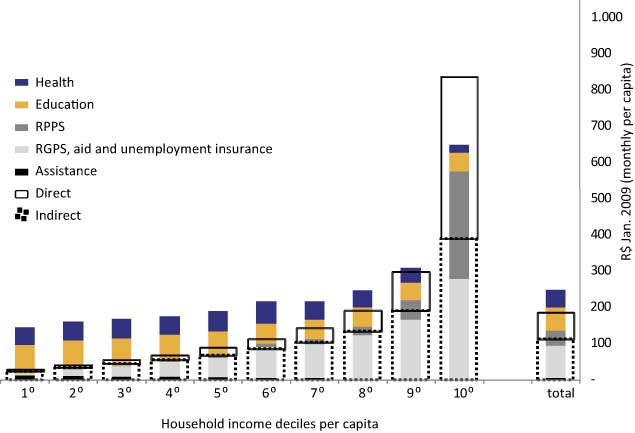 1.000
900
800
700
600
500
400
300
200
100
-
R$ Jan. 2009 (monthly per capita)
Health
Education
RPPS
RGPS, aid and unemployment insurance
Assistance
Direct
Indirect
1º 2º 3º 4º 5º 6º 7º 8º 9º 10º total
Household income deciles per capita